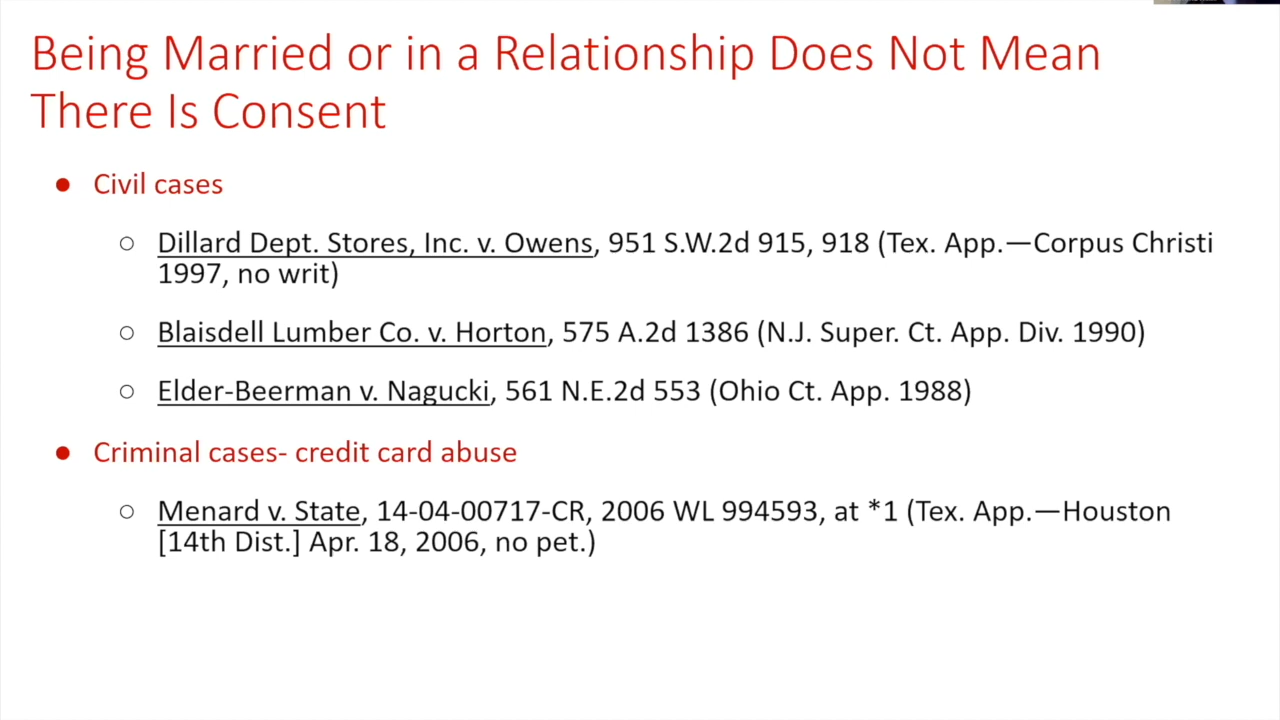 Being Married or in a Relationship Does Not Mean
There Is Consent
● Civil cases
○ Dillard Dept. Stores, Inc. v. Owens, 951 S.W.2d 915, 918 (Tex. App.—Corpus Christi
1997, no writ)
○ Blaisdell Lumber Co. v. Horton, 575 A.2d 1386 (N.J. Super. Ct. App. Div. 1990)
○ Elder-Beerman v. Nagucki, 561 N.E.2d 553 (Ohio Ct. App. 1988)
● Criminal cases- credit card abuse
○ Menard v. State, 14-04-00717-CR, 2006 WL 994593, at *1 (Tex. App.—Houston
[14th Dist.] Apr. 18, 2006, no pet.)